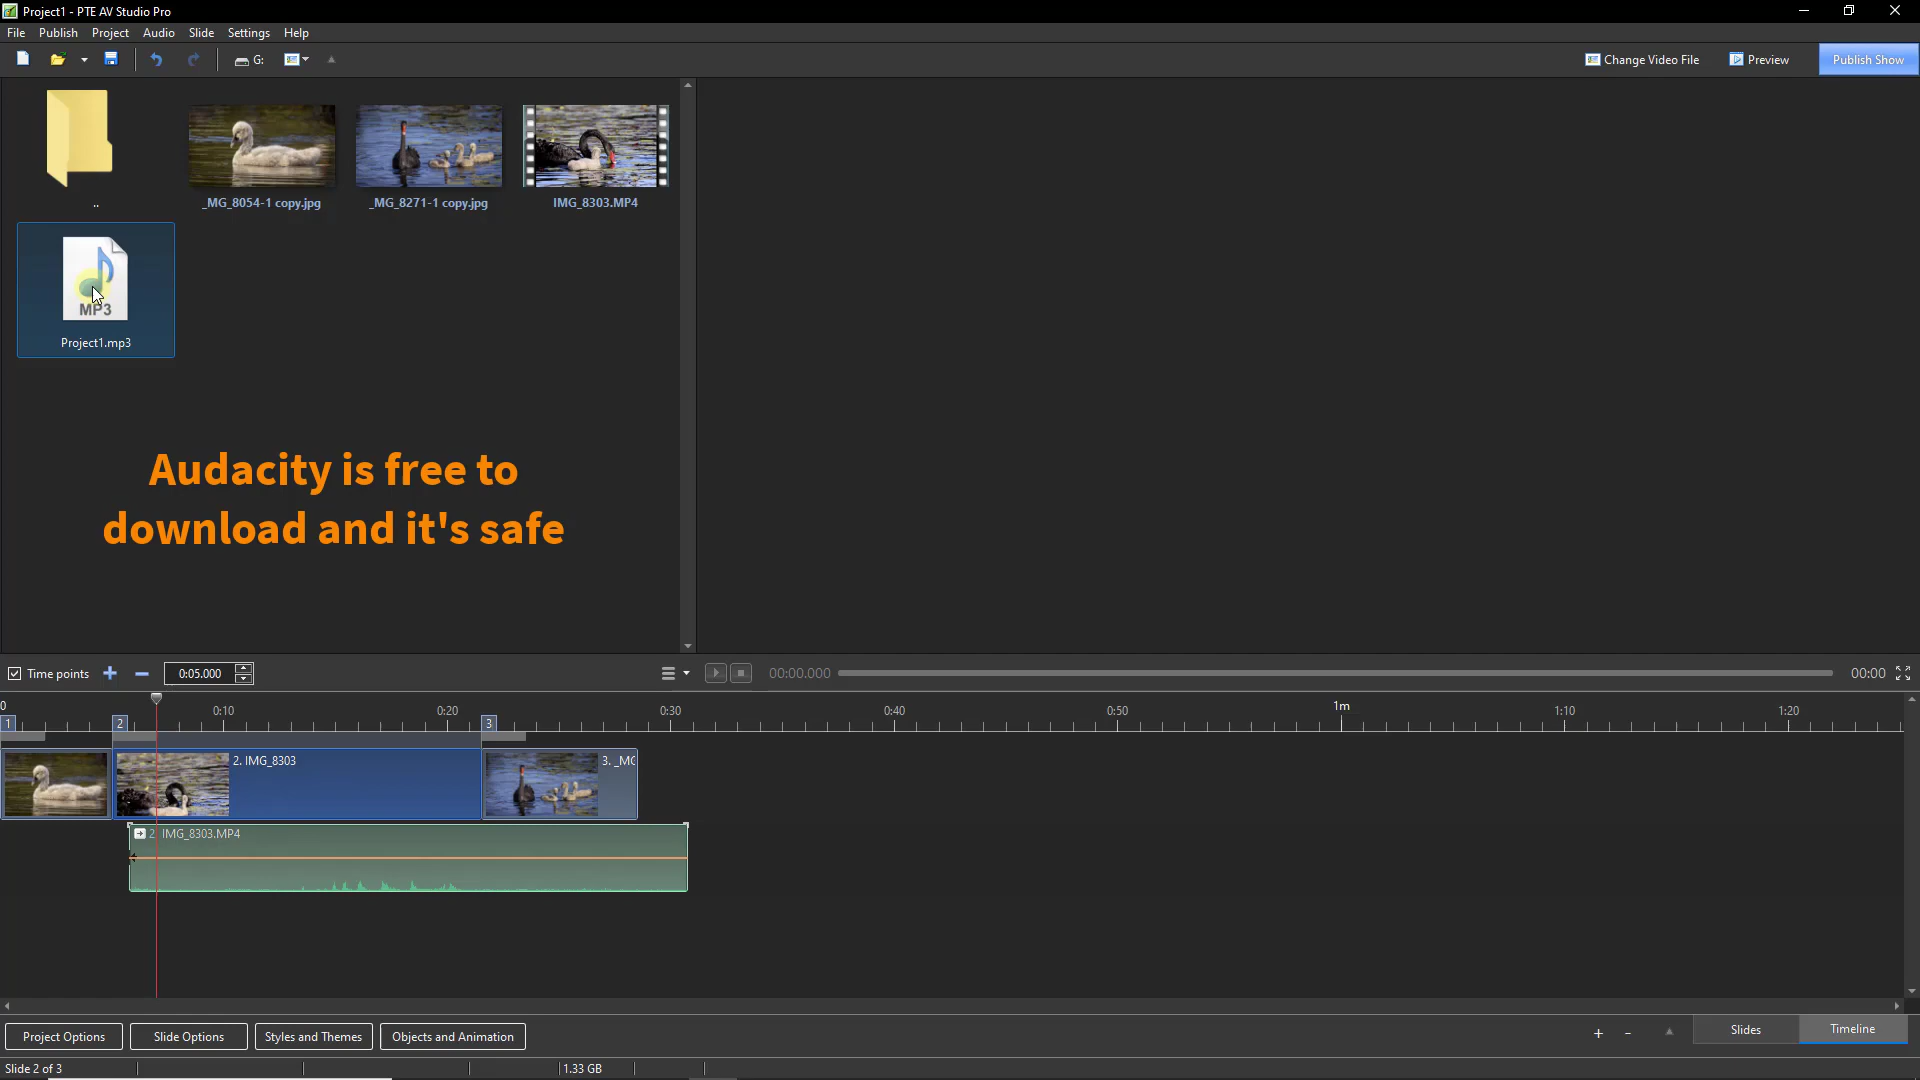 Project1 - PTE AV Studio Pro
File Publish Project Audio Slide Settings Help
G: Change Video File Preview Publish Show
.. _MG_8054-1 copy.jpg _MG_8271-1 copy.jpg IMG_8303.MP4
MP3
Project1.mp3
Audacity is free to
download and it's safe
Time points 0:05.000 00:00.000 00:00
0 0:10 0:20 0:30 0:40 0:50 1m 1:10 1:20
1 2 3
2. IMG_8303 3. _MG
2. IMG_8303.MP4
Project Options Slide Options Styles and Themes Objects and Animation + - Slides Timeline
Slide 2 of 3 1.33 GB